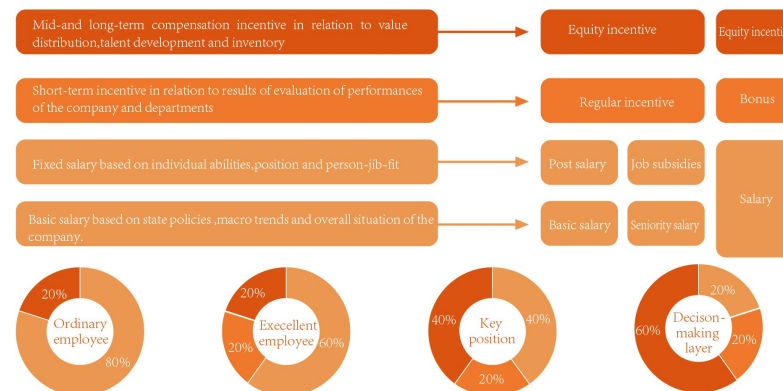 Mid-and long-term compensation incentive in relation to value
distribution,talent development and inventory
Equity incentive
Equity incenti
Short-term incentive in relation to results of evaluation of performances
of the company and departments
Regular incentive
Bonus
Fixed salary based on individual abilities,position and person-jib-fit
Post salary
Job subsidies
Salary
Basic salary based on state policies ,macro trends and overall situation of the
company.
Basic salary
Seniority salary
20%
Ordinary
employee
80%
20%
Execellent
employee
20%
60%
40%
Key
position
40%
20%
20%
Decison-
making
layer
60%
20%